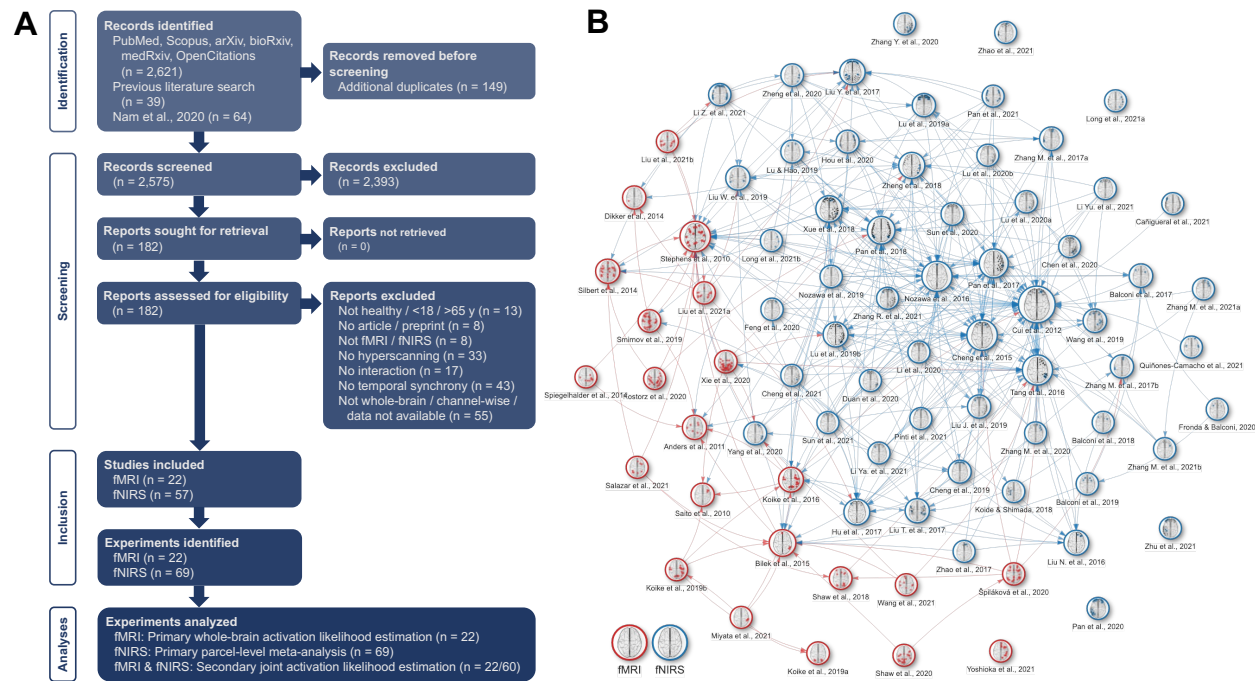 A
Identification
Records identified
PubMed, Scopus, arXiv, bioRxiv,
medRxiv, OpenCitations
(n = 2,621)
Previous literature search
(n = 39)
Nam et al., 2020 (n = 64)
Records removed before
screening
Additional duplicates (n = 149)
Screening
Records screened
(n = 2,575)
Records excluded
(n = 2,393)
Reports sought for retrieval
(n = 182)
Reports not retrieved
(n = 0)
Reports assessed for eligibility
(n = 182)
Reports excluded
Not healthy / <18 / >65 y (n = 13)
No article / preprint (n = 8)
Not fMRI / fNIRS (n = 8)
No hyperscanning (n = 33)
No interaction (n = 17)
No temporal synchrony (n = 43)
Not whole-brain / channel-wise /
data not available (n = 55)
Inclusion
Studies included
fMRI (n = 22)
fNIRS (n = 57)
Experiments identified
fMRI (n = 22)
fNIRS (n = 69)
Analyses
Experiments analyzed
fMRI: Primary whole-brain activation likelihood estimation (n = 22)
fNIRS: Primary parcel-level meta-analysis (n = 69)
fMRI & fNIRS: Secondary joint activation likelihood estimation (n = 22/60)
B
Zhang Y. et al., 2020
Zhao et al., 2021
Zheng et al., 2020
Liu Y. et al., 2017
Li Z. et al., 2021
Lu et al., 2019a
Pan et al., 2021
Long et al., 2021a
Liu et al., 2021b
Lu & Hao, 2019
Hou et al., 2020
Zheng et al., 2018
Lu et al., 2020b
Zhang M. et al., 2017a
Dikker et al., 2014
Liu W. et al., 2019
Xue et al., 2018
Sun et al., 2020
Lu et al., 2020a
Li Yu. et al., 2021
Cañigueral et al., 2021
Stephens et al., 2010
Long et al., 2021b
Pan et al., 2018
Chen et al., 2020
Silbert et al., 2014
Liu et al., 2021a
Nozawa et al., 2019
Nozawa et al., 2016
Pan et al., 2017
Balconi et al., 2017
Zhang M. et al., 2021a
Zhang R. et al., 2021
Feng et al., 2020
Cui et al., 2012
Smirnov et al., 2019
Lu et al., 2019b
Cheng et al., 2015
Wang et al., 2019
Xie et al., 2020
Li et al., 2020
Quiñones-Camacho et al., 2021
Spiegelhalder et al., 2014
Kostorz et al., 2020
Cheng et al., 2021
Duan et al., 2020
Tang et al., 2016
Zhang M. et al., 2017b
Anders et al., 2011
Yang et al., 2020
Sun et al., 2021
Pinti et al., 2021
Liu J. et al., 2019
Zhang M. et al., 2020
Balconi et al., 2018
Fronda & Balconi, 2020
Zhang M. et al., 2021b
Salazar et al., 2021
Saito et al., 2010
Koike et al., 2016
Li Ya. et al., 2021
Cheng et al., 2019
Koide & Shimada, 2018
Balconi et al., 2019
Hu et al., 2017
Liu T. et al., 2017
Zhu et al., 2021
Bilek et al., 2015
Zhao et al., 2017
Liu N. et al., 2016
Koike et al., 2019b
Shaw et al., 2018
Wang et al., 2021
Špiláková et al., 2020
Miyata et al., 2021
Pan et al., 2020
Koike et al., 2019a
Shaw et al., 2020
Yoshioka et al., 2021
fMRI
fNIRS